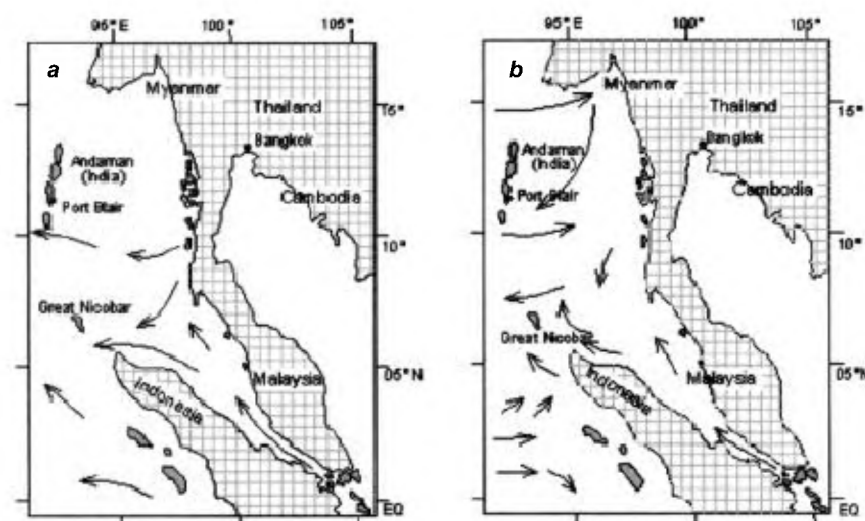 95°E 100° 105°
a
Myanmar
Thailand
15°
Bangkok
Andaman
(India)
Cambodia
Port Blair
10°
Great Nicobar
05°N
Malaysia
Indonesia
EQ
95°E 100° 105°
b
Myanmar
Thailand
15°
Bangkok
Andaman
(India)
Cambodia
Port Blair
10°
Great Nicobar
05°N
Malaysia
Indonesia
EQ